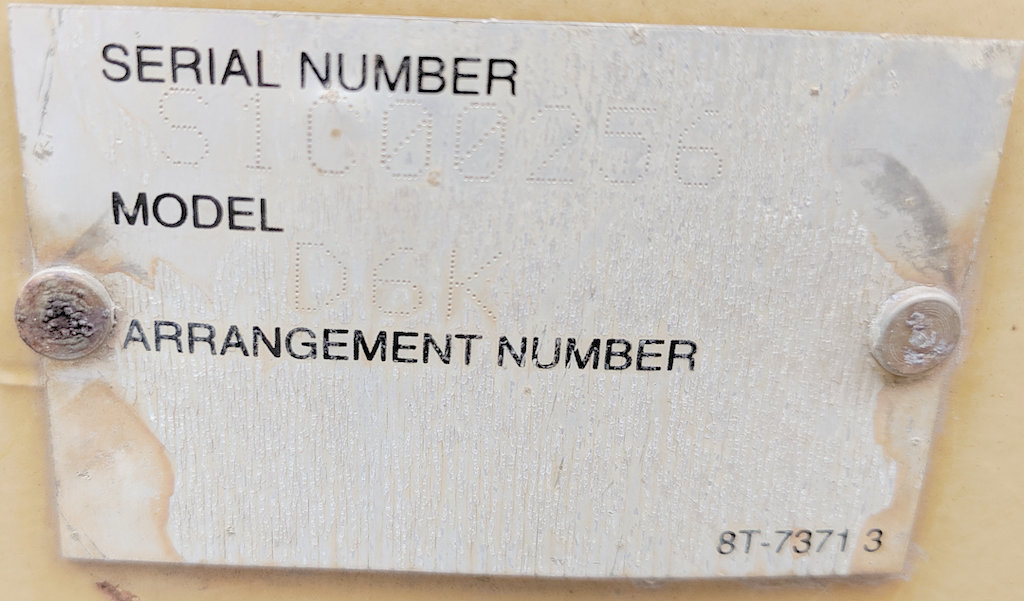 SERIAL NUMBER
S1C00256
MODEL
D6K
ARRANGEMENT NUMBER
8T-7371 3